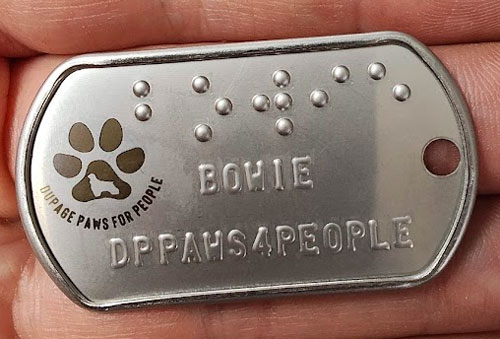 ⠃⠕⠺⠊⠑
DUPAGE PAWS FOR PEOPLE
BOWIE
DPPAWS4PEOPLE